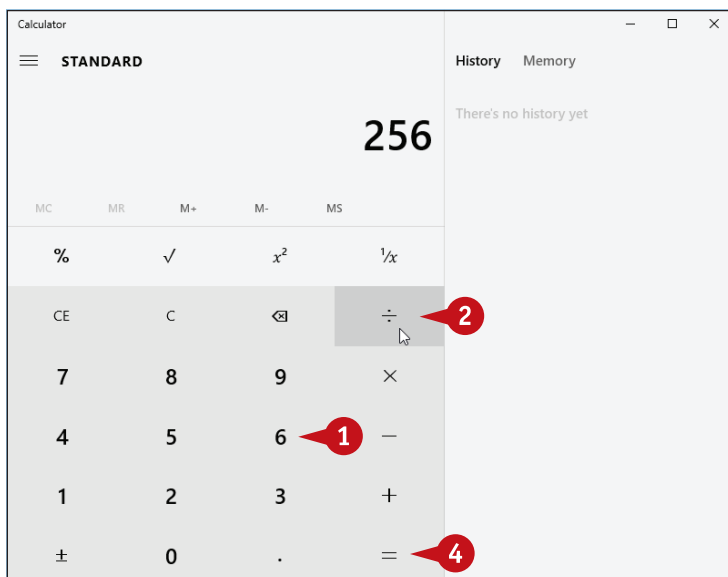 Calculator
STANDARD
History Memory
There's no history yet
256
MC MR M+ M- MS
% √ x² ¹/x
CE C ÷ 2
7 8 9 ×
4 5 6 1 −
1 2 3 +
± 0 . = 4